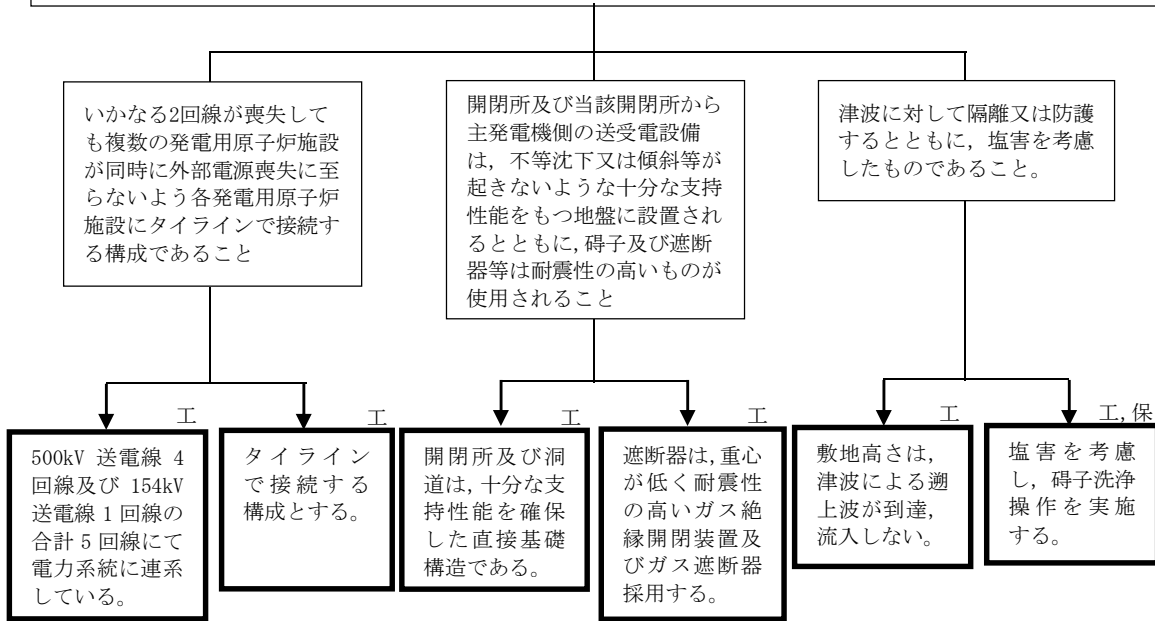 いかなる2回線が喪失して
も複数の発電用原子炉施設
が同時に外部電源喪失に至
らないよう各発電用原子炉
施設にタイラインで接続す
る構成であること
開閉所及び当該開閉所から
主発電機側の送受電設備
は，不等沈下又は傾斜等が
起きないような十分な支持
性能をもつ地盤に設置され
るとともに，碍子及び遮断
器等は耐震性の高いものが
使用されること
津波に対して隔離又は防護
するとともに，塩害を考慮
したものであること。
工
500kV 送電線 4
回線及び 154kV
送電線 1 回線の
合計 5 回線にて
電力系統に連系
している。
工
タイライン
で接続する
構成とする。
工
開閉所及び洞
道は，十分な支
持性能を確保
した直接基礎
構造である。
工
遮断器は，重心
が低く耐震性
の高いガス絶
縁開閉装置及
びガス遮断器
採用する。
工
敷地高さは，
津波による遡
上波が到達，
流入しない。
工,保
塩害を考慮
し，碍子洗浄
操作を実施
する。